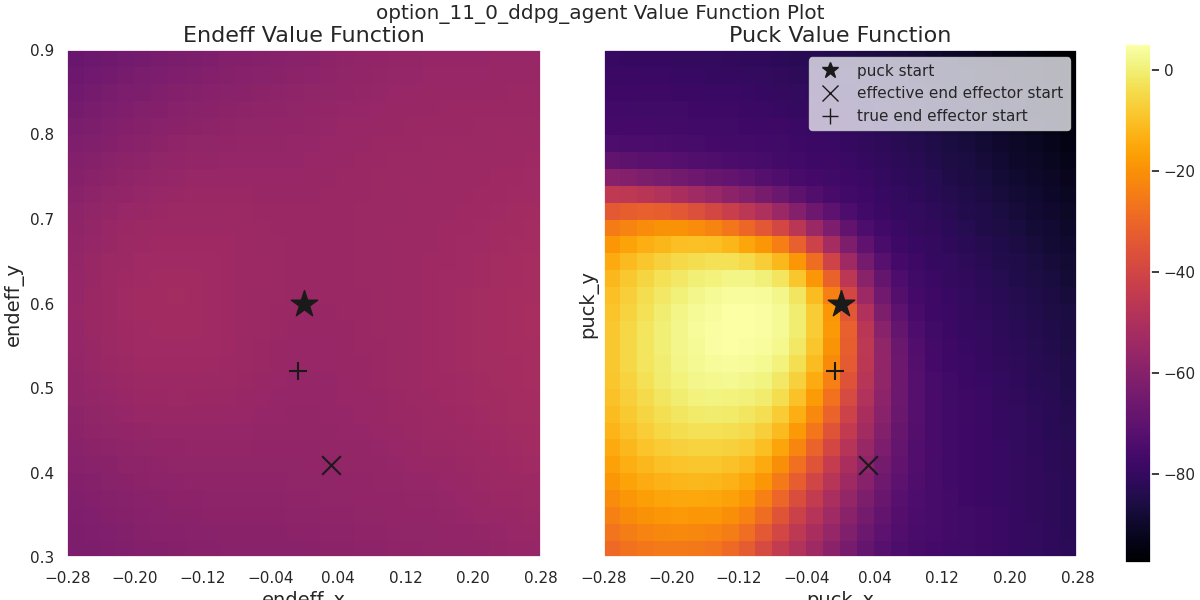 option_11_0_ddpg_agent Value Function Plot
Endeff Value Function
Puck Value Function
puck start
effective end effector start
true end effector start
0.9
0.8
0.7
0.6
0.5
0.4
0.3
endeff_y
−0.28 −0.20 −0.12 −0.04 0.04 0.12 0.20 0.28
endeff_x
puck_y
−0.28 −0.20 −0.12 −0.04 0.04 0.12 0.20 0.28
puck_x
0
−20
−40
−60
−80